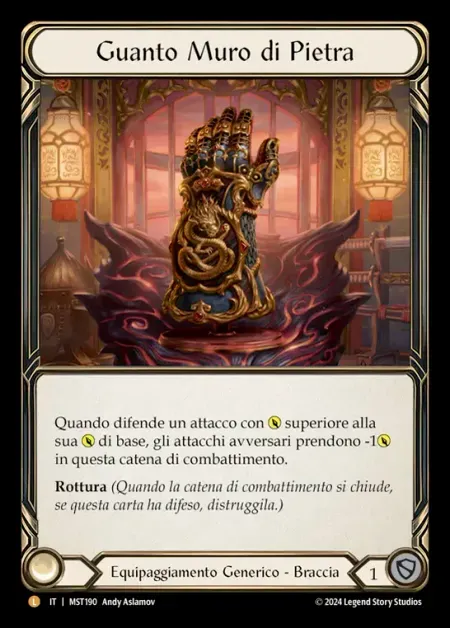 Guanto Muro di Pietra
Quando difende un attacco con superiore alla
sua di base, gli attacchi avversari prendono -1
in questa catena di combattimento.
Rottura (Quando la catena di combattimento si chiude,
se questa carta ha difeso, distruggila.)
Equipaggiamento Generico - Braccia
1
L IT | MST190 Andy Aslamov
© 2024 Legend Story Studios